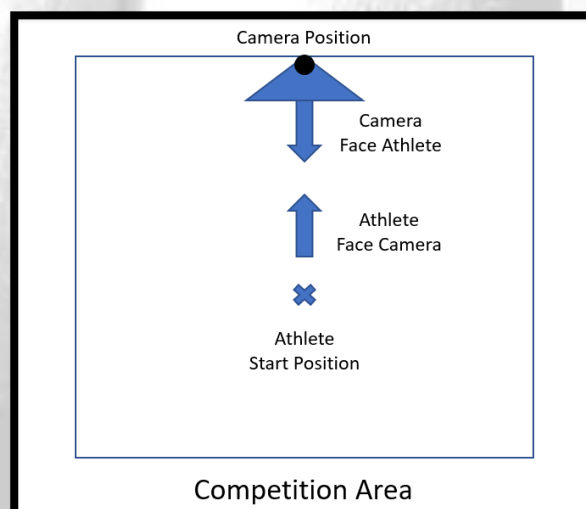 Camera Position
Camera
Face Athlete
Athlete
Face Camera
Athlete
Start Position
Competition Area